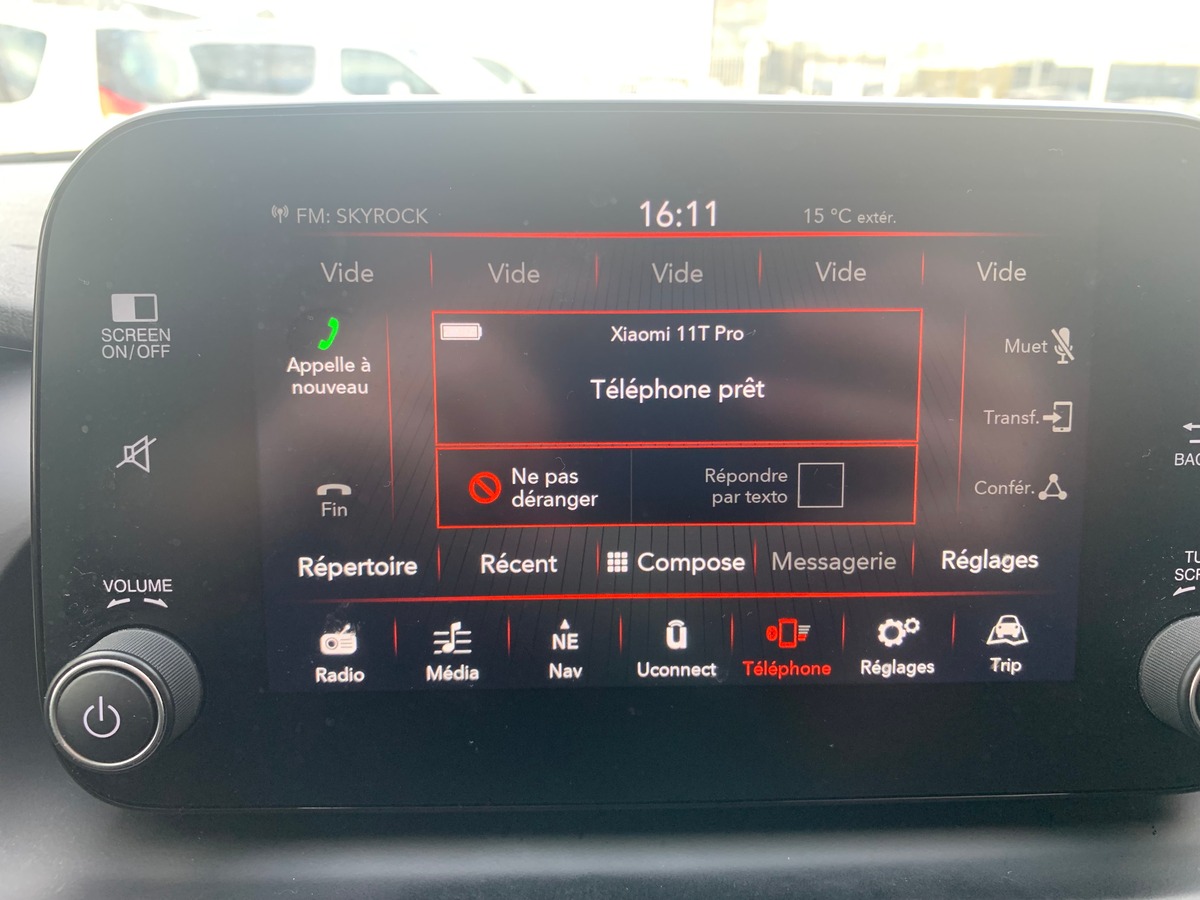 FM: SKYROCK
16:11
15 °C extér.
Vide
Vide
Vide
Vide
Vide
SCREEN
ON/OFF
Appelle à
nouveau
Xiaomi 11T Pro
Téléphone prêt
Muet
Transf.
Confér.
Fin
Ne pas
déranger
Répondre
par texto
Répertoire
Récent
Compose
Messagerie
Réglages
VOLUME
Radio
Média
NE
Nav
Uconnect
Téléphone
Réglages
Trip